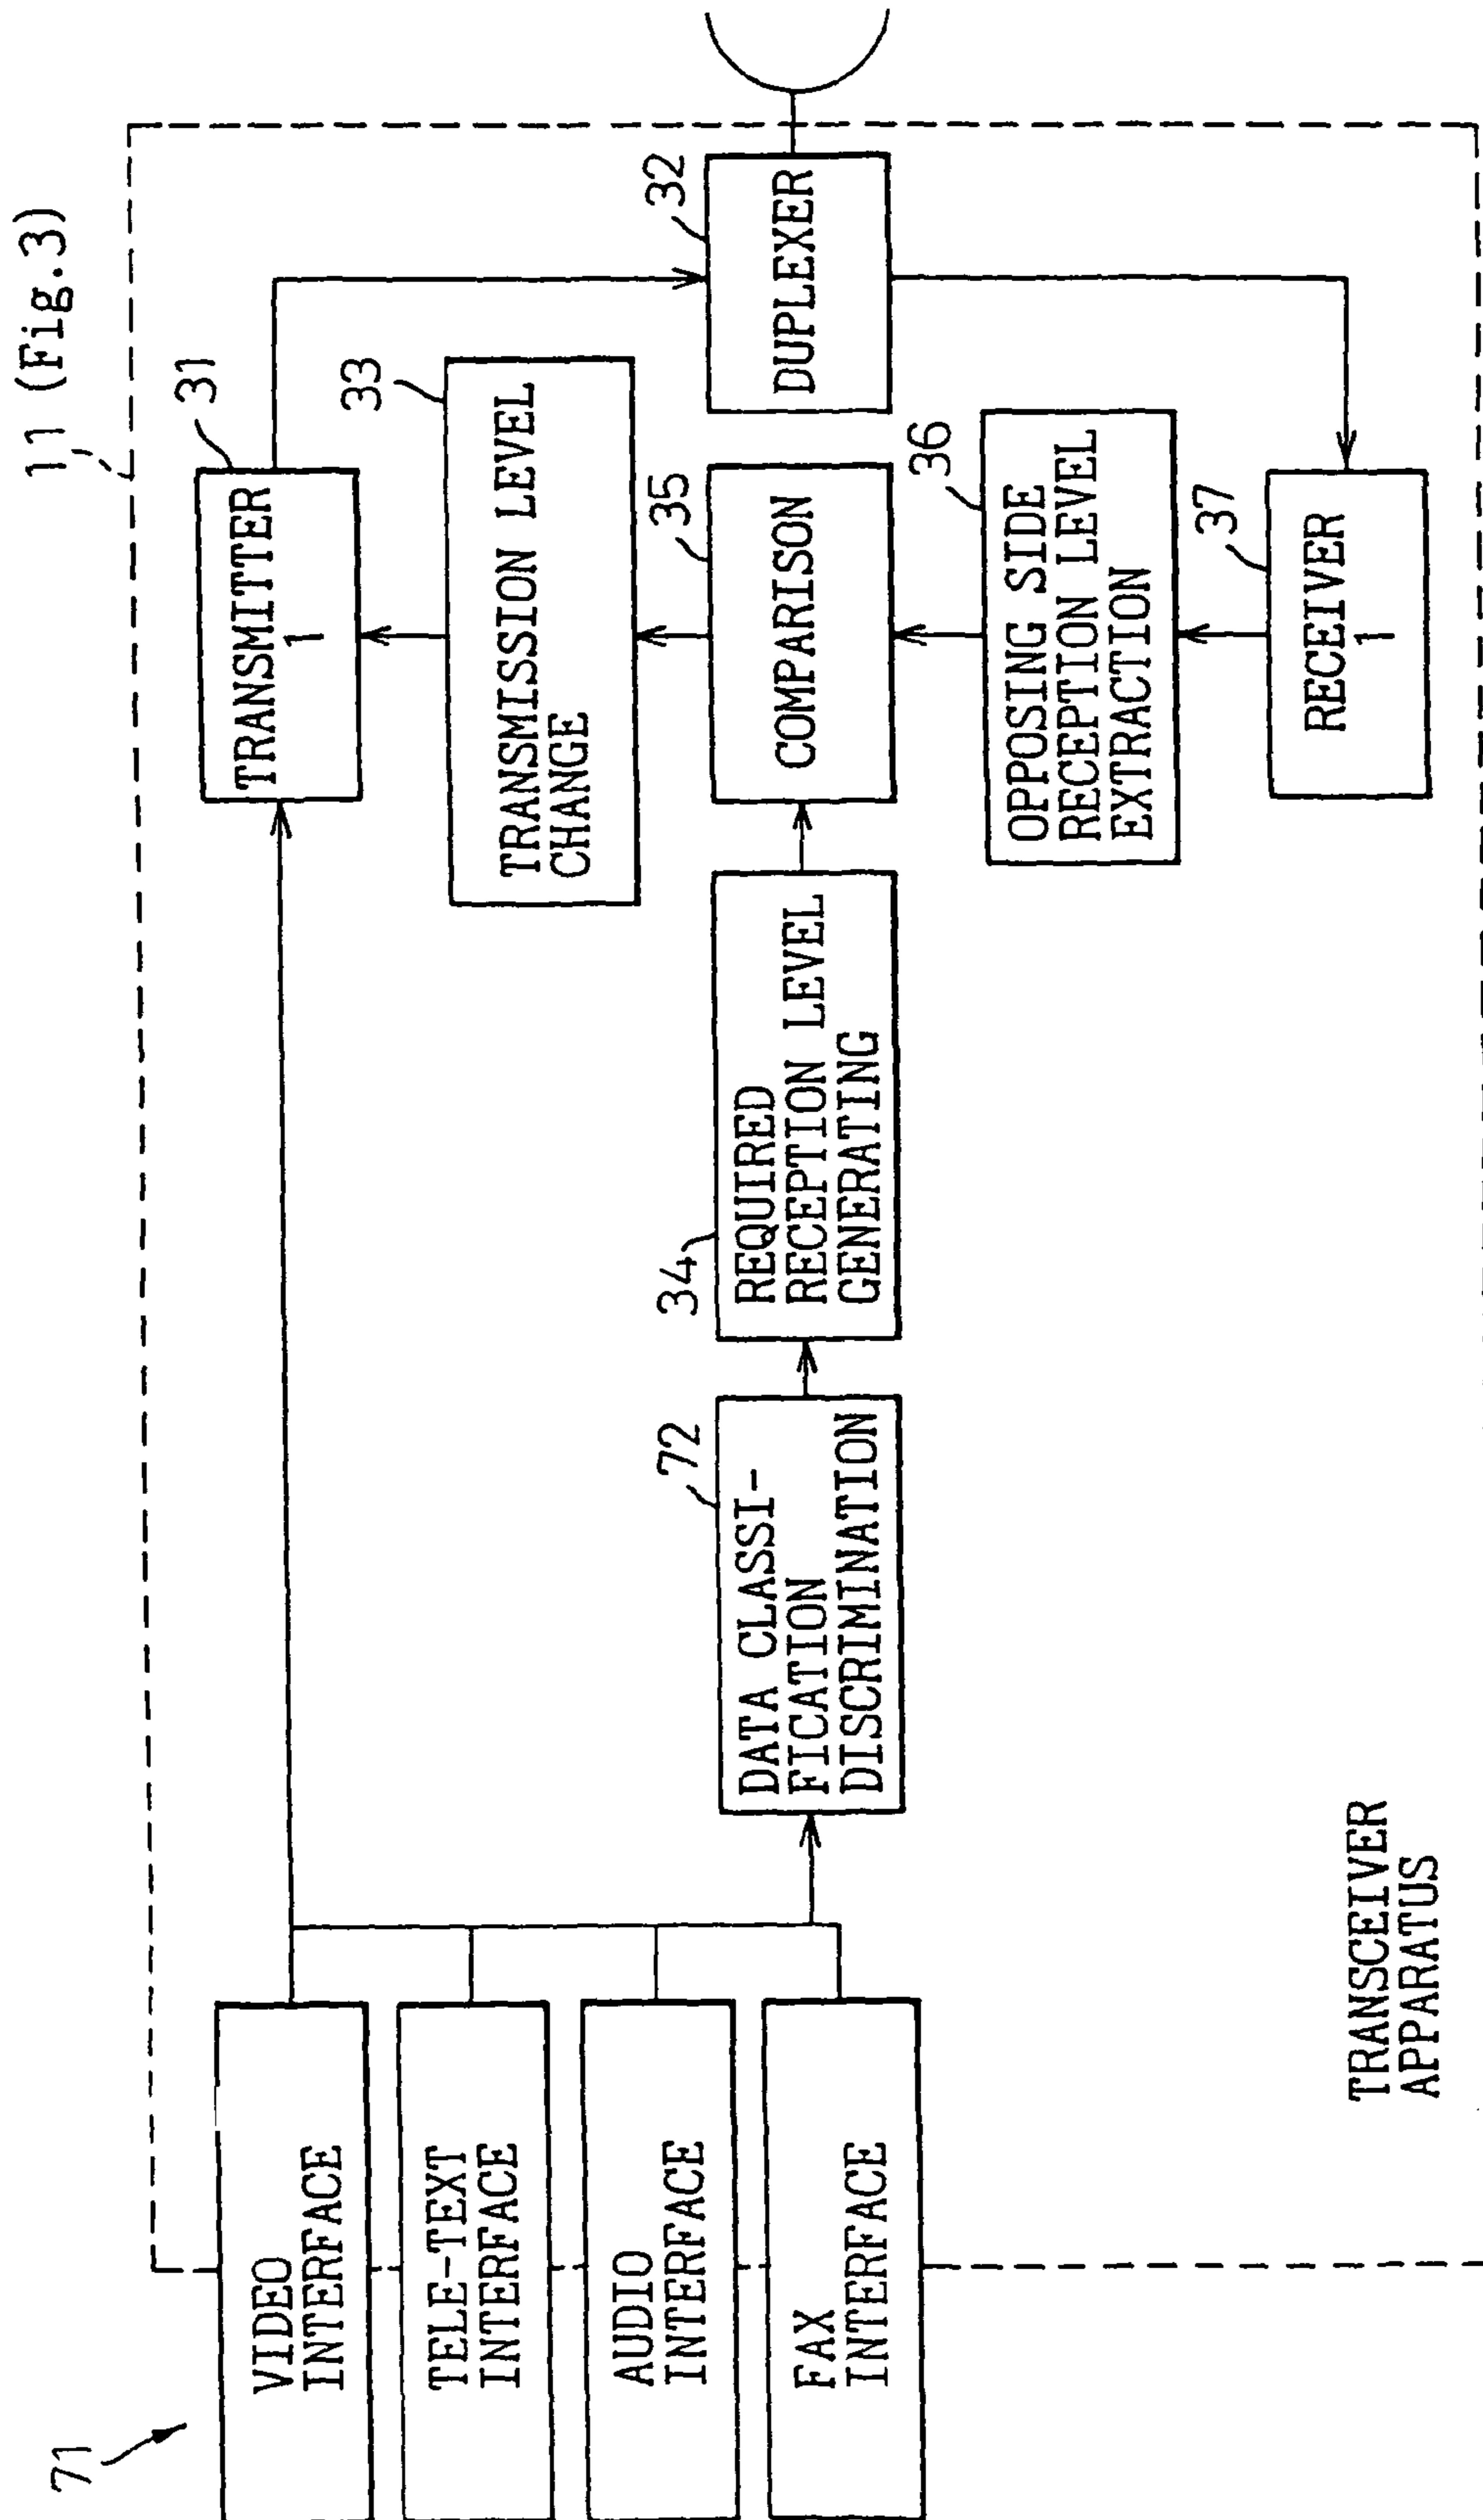 11 (Fig.3)
71
VIDEO
INTERFACE
TELE-TEXT
INTERFACE
AUDIO
INTERFACE
FAX
INTERFACE
72
DATA CLASSI-
FICATION
DISCRIMINATION
34
REQUIRED
RECEPTION LEVEL
GENERATING
31
TRANSMITTER
1
33
TRANSMISSION LEVEL
CHANGE
35
COMPARISON
36
OPPOSING SIDE
RECEPTION LEVEL
EXTRACTION
37
RECEIVER
1
32
DUPLEXER
TRANSCEIVER
APPARATUS